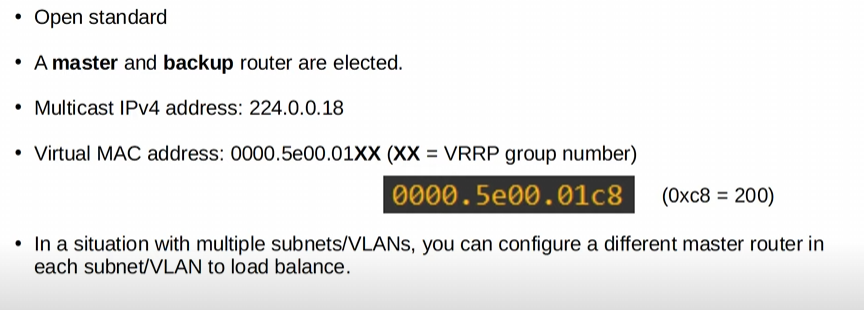 • Open standard
• A master and backup router are elected.
• Multicast IPv4 address: 224.0.0.18
• Virtual MAC address: 0000.5e00.01XX (XX = VRRP group number)
0000.5e00.01c8 (0xc8 = 200)
• In a situation with multiple subnets/VLANs, you can configure a different master router in
each subnet/VLAN to load balance.